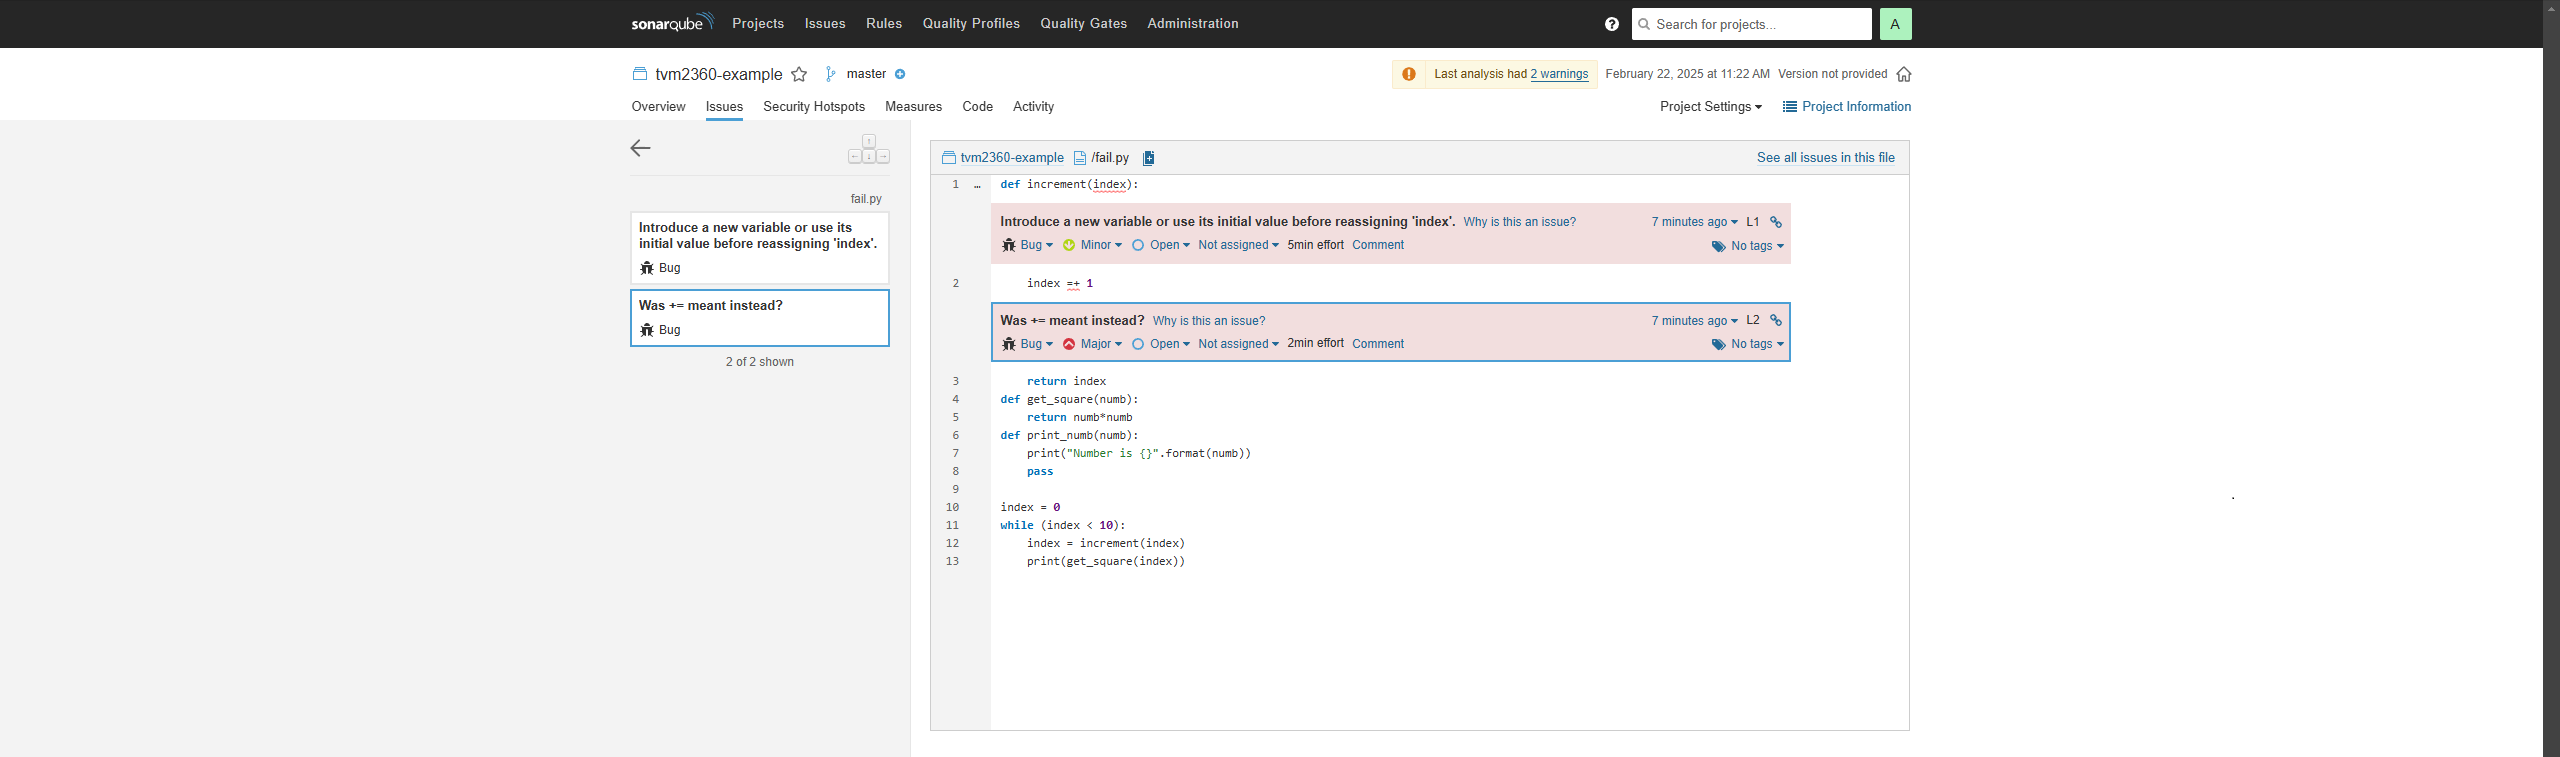 sonarqube Projects Issues Rules Quality Profiles Quality Gates Administration Search for projects... A
tvm2360-example master Last analysis had 2 warnings February 22, 2025 at 11:22 AM Version not provided
Overview Issues Security Hotspots Measures Code Activity Project Settings Project Information
fail.py
Introduce a new variable or use its
initial value before reassigning 'index'.
Bug
Was += meant instead?
Bug
2 of 2 shown
tvm2360-example /fail.py See all issues in this file
1 … def increment(index):
Introduce a new variable or use its initial value before reassigning 'index'. Why is this an issue? 7 minutes ago L1
Bug Minor Open Not assigned 5min effort Comment No tags
2 index =+ 1
Was += meant instead? Why is this an issue? 7 minutes ago L2
Bug Major Open Not assigned 2min effort Comment No tags
3 return index
4 def get_square(numb):
5 return numb*numb
6 def print_numb(numb):
7 print("Number is {}".format(numb))
8 pass
9
10 index = 0
11 while (index < 10):
12 index = increment(index)
13 print(get_square(index))